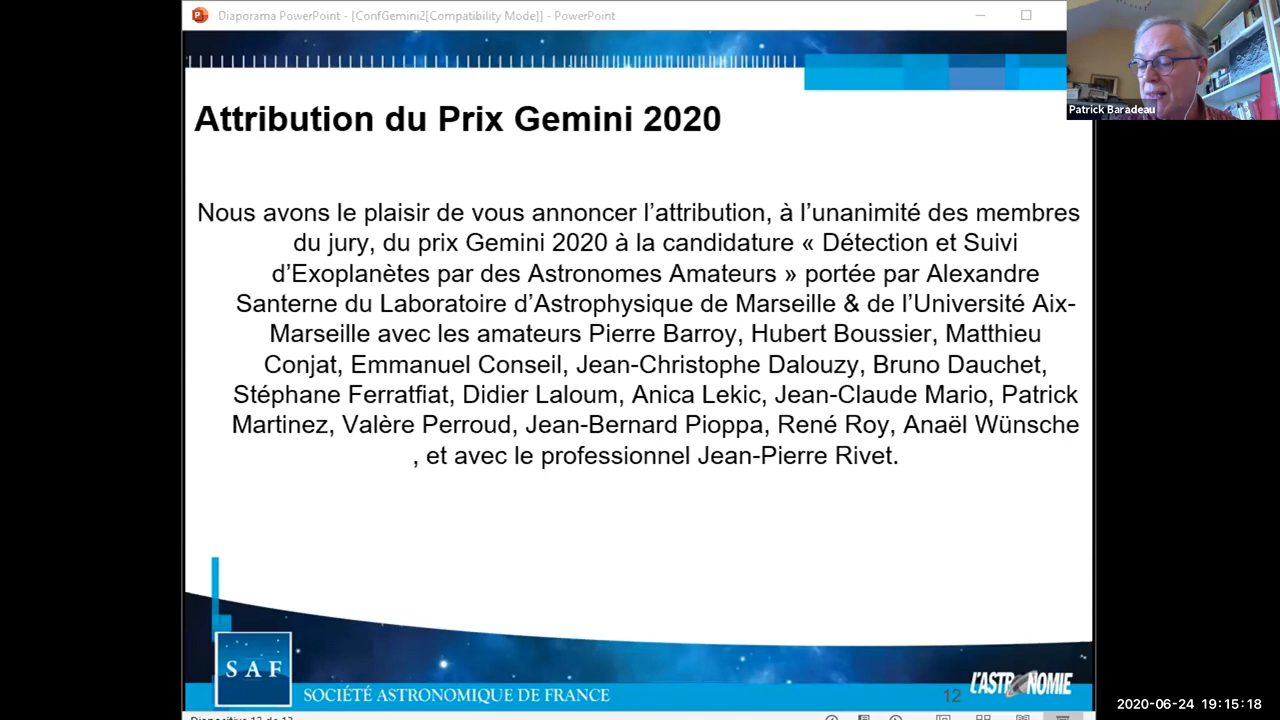 Diaporama PowerPoint - [ConfGemini2[Compatibility Mode]] - PowerPoint
Patrick Baradeau
Attribution du Prix Gemini 2020
Nous avons le plaisir de vous annoncer l’attribution, à l’unanimité des membres
du jury, du prix Gemini 2020 à la candidature « Détection et Suivi
d’Exoplanètes par des Astronomes Amateurs » portée par Alexandre
Santerne du Laboratoire d’Astrophysique de Marseille & de l’Université Aix-
Marseille avec les amateurs Pierre Barroy, Hubert Boussier, Matthieu
Conjat, Emmanuel Conseil, Jean-Christophe Dalouzy, Bruno Dauchet,
Stéphane Ferratfiat, Didier Laloum, Anica Lekic, Jean-Claude Mario, Patrick
Martinez, Valère Perroud, Jean-Bernard Pioppa, René Roy, Anaël Wünsche
, et avec le professionnel Jean-Pierre Rivet.
SAF
SOCIÉTÉ ASTRONOMIQUE DE FRANCE
12
L'ASTRONOMIE
2020-06-24 19:15:18